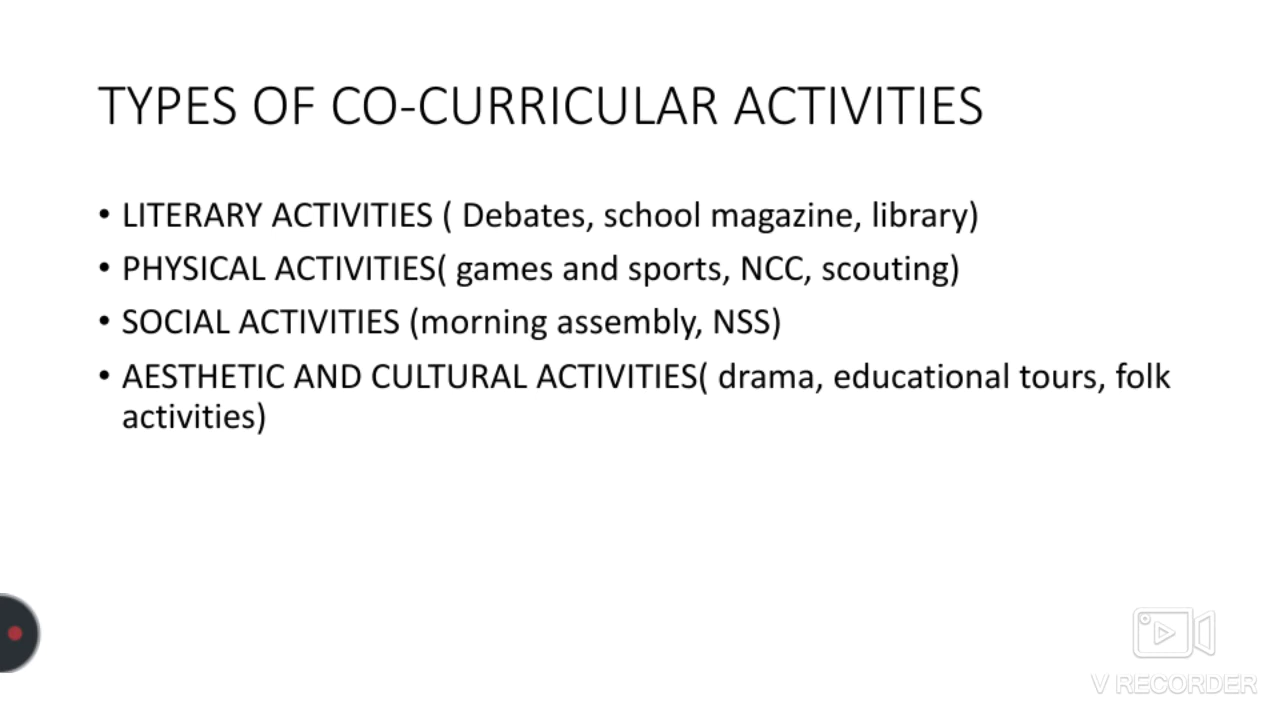 TYPES OF CO-CURRICULAR ACTIVITIES
• LITERARY ACTIVITIES ( Debates, school magazine, library)
• PHYSICAL ACTIVITIES( games and sports, NCC, scouting)
• SOCIAL ACTIVITIES (morning assembly, NSS)
• AESTHETIC AND CULTURAL ACTIVITIES( drama, educational tours, folk
activities)
V RECORDER